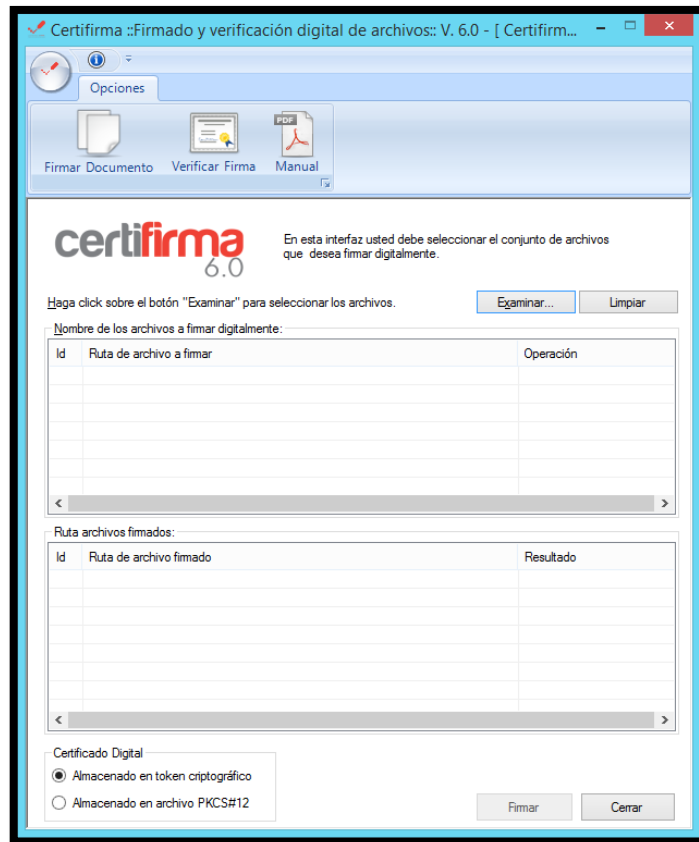 Certifirma ::Firmado y verificación digital de archivos:: V. 6.0 - [ Certifirm...
Opciones
PDF
Firmar Documento Verificar Firma Manual
certifirma
6.0
En esta interfaz usted debe seleccionar el conjunto de archivos
que desea firmar digitalmente.
Haga click sobre el botón "Examinar" para seleccionar los archivos.
Examinar... Limpiar
Nombre de los archivos a firmar digitalmente:
Id Ruta de archivo a firmar Operación
Ruta archivos firmados:
Id Ruta de archivo firmado Resultado
Certificado Digital
Almacenado en token criptográfico
Almacenado en archivo PKCS#12
Firmar Cerrar